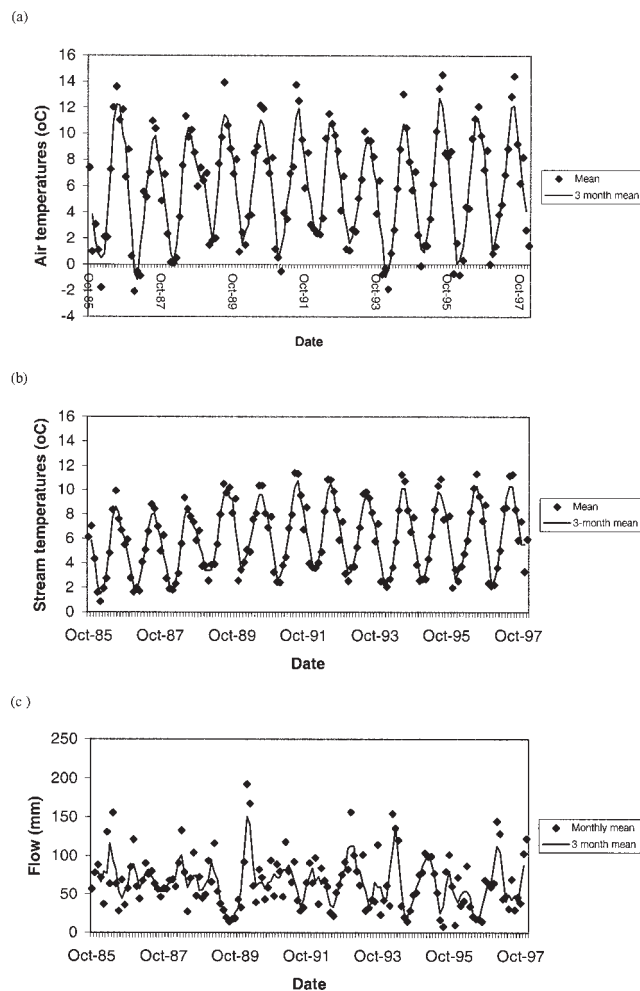 (a)
16
14
12
10
8
6
4
2
0
-2
-4
Air temperatures (oC)
Oct-85
Oct-87
Oct-89
Oct-91
Oct-93
Oct-95
Oct-97
Date
Mean
3 month mean
(b)
16
14
12
10
8
6
4
2
0
Stream temperatures (oC)
Oct-85 Oct-87 Oct-89 Oct-91 Oct-93 Oct-95 Oct-97
Date
Mean
3-month mean
(c )
250
200
150
100
50
0
Flow (mm)
Oct-85 Oct-87 Oct-89 Oct-91 Oct-93 Oct-95 Oct-97
Date
Monthly mean
3 month mean